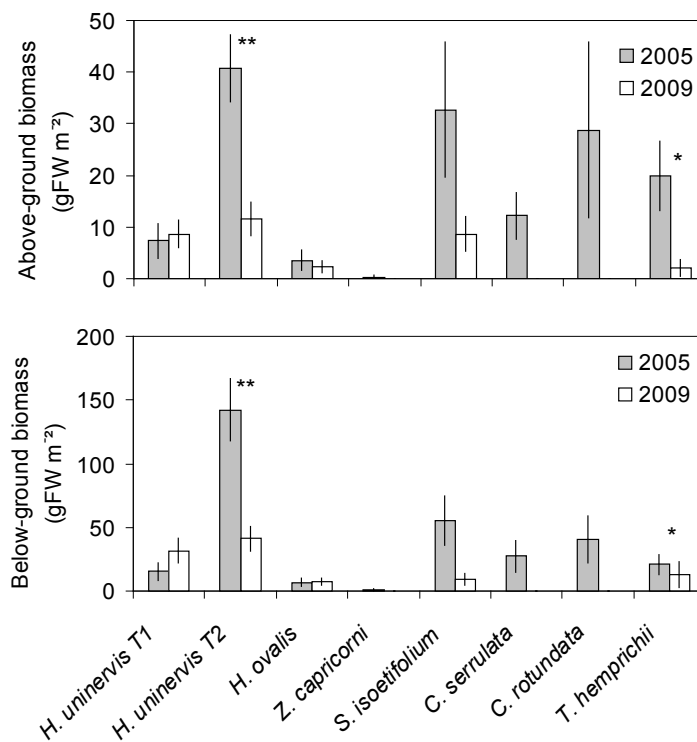 Above-ground biomass
(gFW m⁻²)
50
40
30
20
10
0
**
*
2005
2009
Below-ground biomass
(gFW m⁻²)
200
150
100
50
0
**
*
2005
2009
H. uninervis T1
H. uninervis T2
H. ovalis
Z. capricorni
S. isoetifolium
C. serrulata
C. rotundata
T. hemprichii